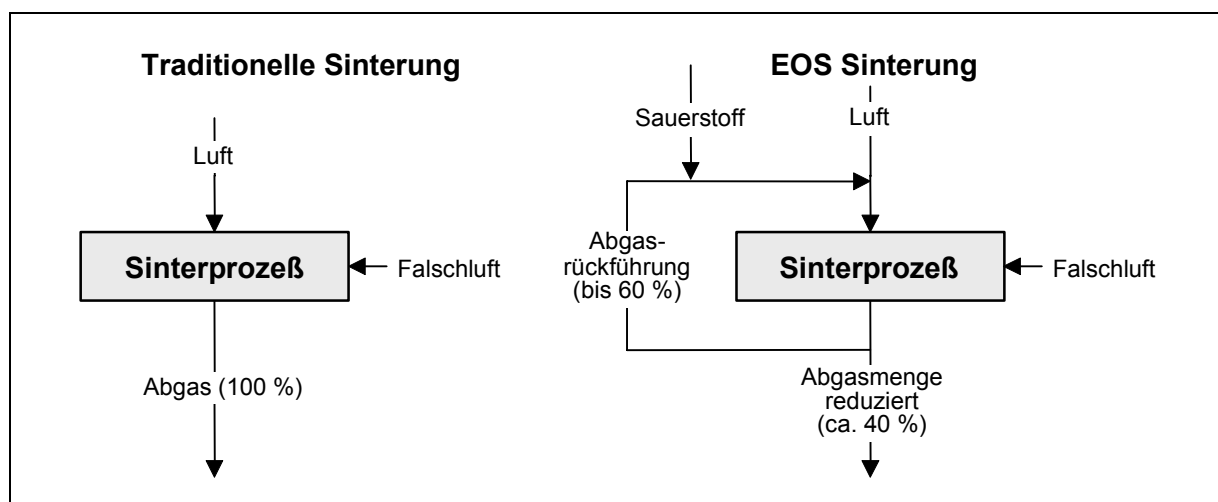 Traditionelle Sinterung
Luft
Sinterprozeß
Falschluft
Abgas (100 %)
EOS Sinterung
Sauerstoff
Luft
Abgas-
rückführung
(bis 60 %)
Sinterprozeß
Falschluft
Abgasmenge
reduziert
(ca. 40 %)